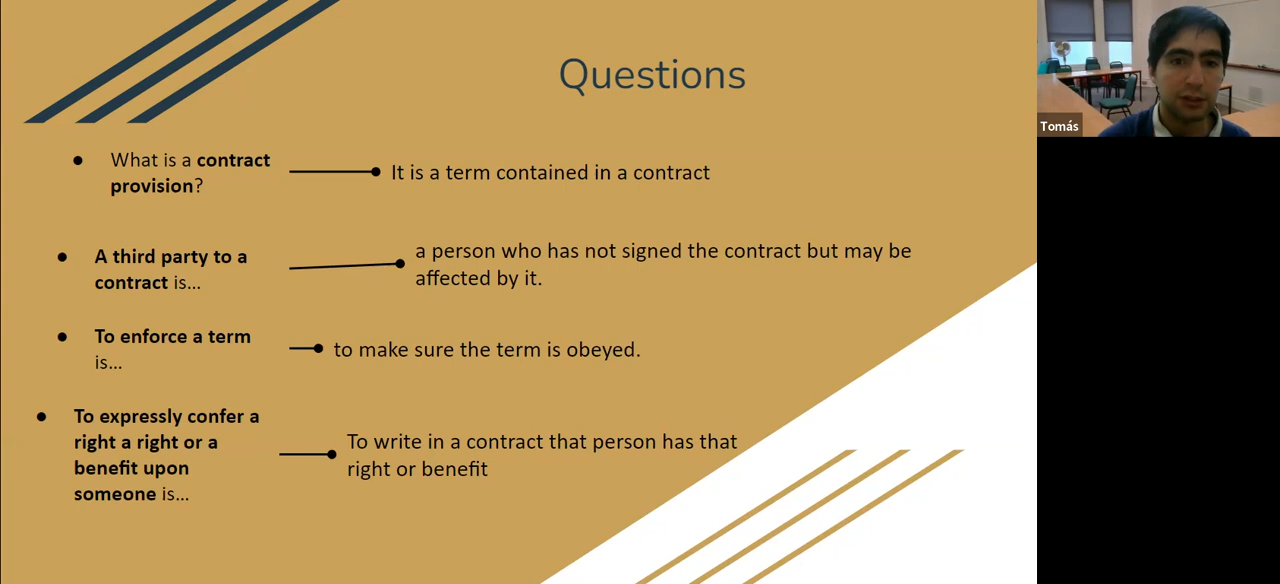 Questions
What is a contract
provision?
It is a term contained in a contract
A third party to a
contract is...
a person who has not signed the contract but may be
affected by it.
To enforce a term
is...
to make sure the term is obeyed.
To expressly confer a
right a right or a
benefit upon
someone is...
To write in a contract that person has that
right or benefit
Tomás